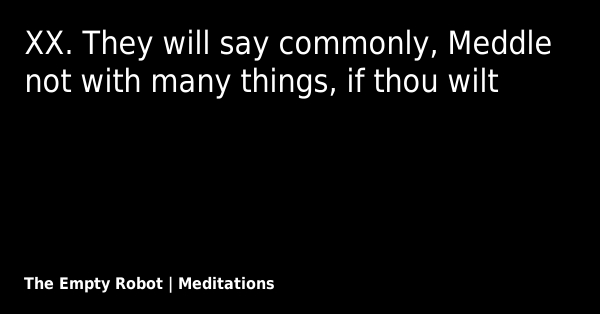 XX. They will say commonly, Meddle
not with many things, if thou wilt
The Empty Robot | Meditations